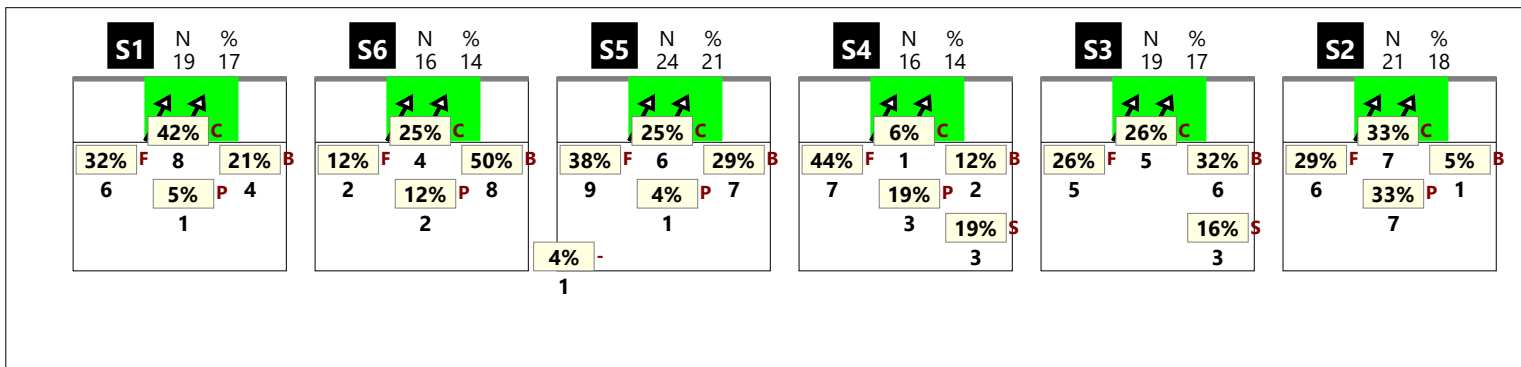 S1 N % S6 N % S5 N % S4 N % S3 N % S2 N %
19 17 16 14 24 21 16 14 19 17 21 18
42% C 25% C 25% C 6% C 26% C 33% C
32% F 8 21% B 12% F 4 50% B 38% F 6 29% B 44% F 1 12% B 26% F 5 32% B 29% F 7 5% B
6 5% P 4 2 12% P 8 9 4% P 7 7 19% P 2 5 6 6 33% P 1
1 2 1 3 19% S 16% S 7
4% - 3 3
1